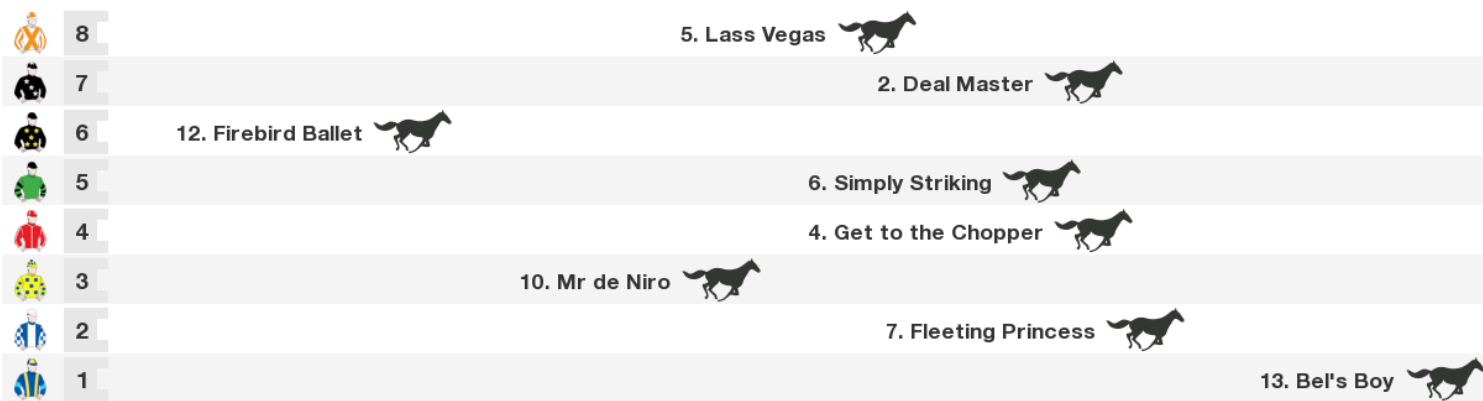 8 5. Lass Vegas
7 2. Deal Master
6 12. Firebird Ballet
5 6. Simply Striking
4 4. Get to the Chopper
3 10. Mr de Niro
2 7. Fleeting Princess
1 13. Bel's Boy